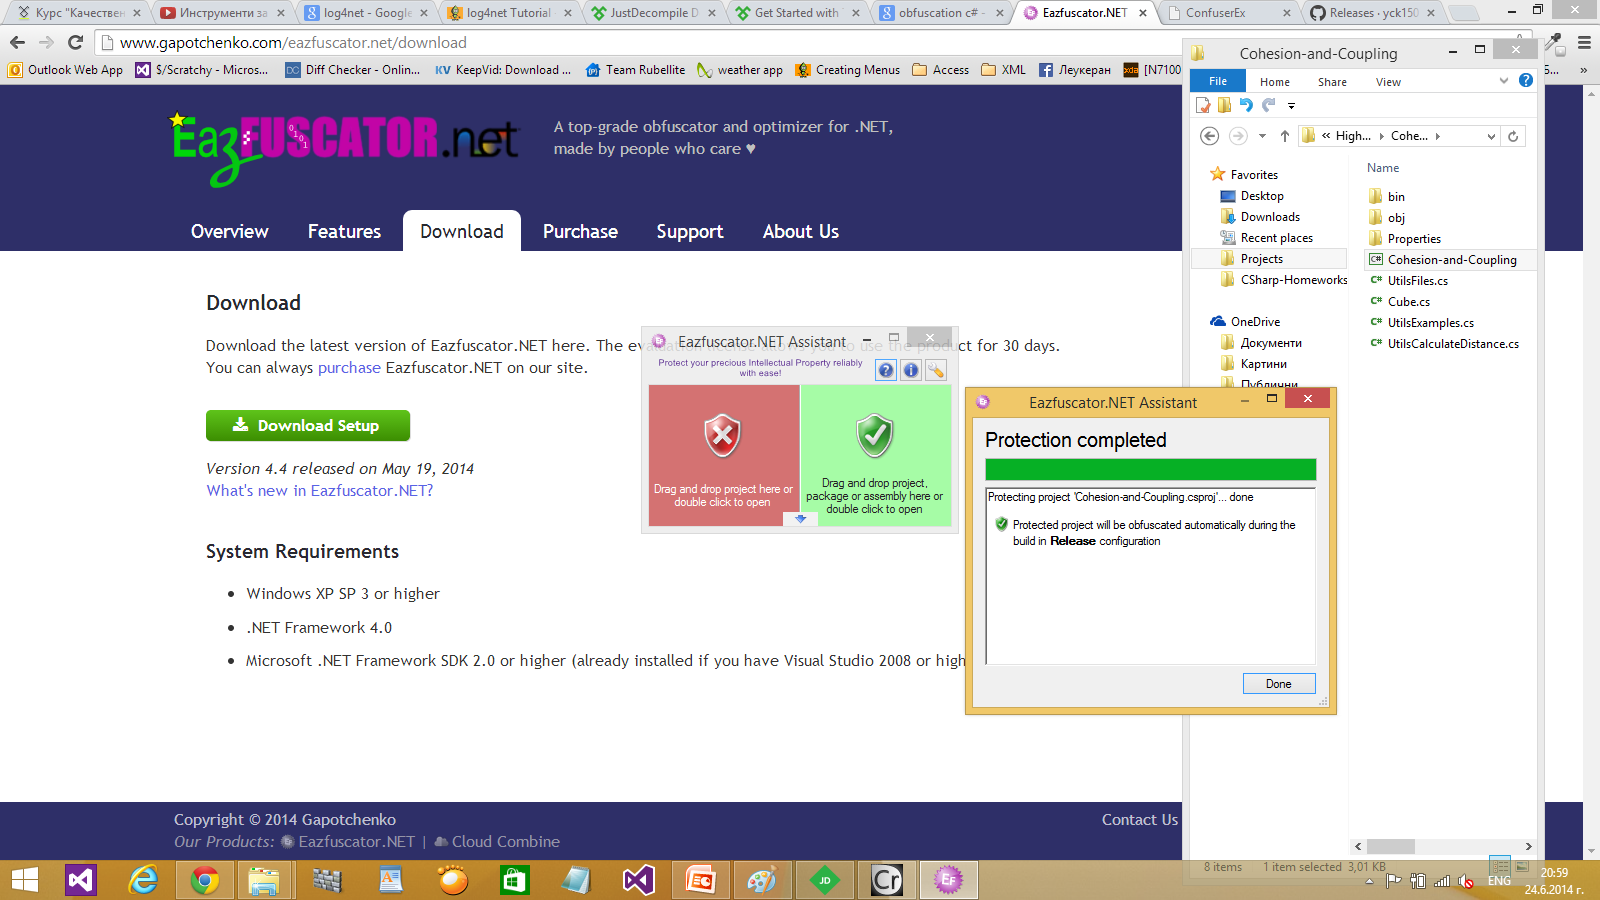 Курс "Качествен
Инструменти за
log4net - Google
log4net Tutorial
JustDecompile D
Get Started with
obfuscation c# -
Eazfuscator.NET
ConfuserEx
Releases · yck150
www.gapotchenko.com/eazfuscator.net/download
Outlook Web App
$/Scratchy - Micros...
Diff Checker - Onlin...
KeepVid: Download ...
Team Rubellite
weather app
Creating Menus
Access
XML
Леукеран
[N7100
Eazfuscator.net
A top-grade obfuscator and optimizer for .NET,
made by people who care ♥
Overview
Features
Download
Purchase
Support
About Us
Download
Download the latest version of Eazfuscator.NET here. The
to use the product for 30 days.
You can always purchase Eazfuscator.NET on our site.
Download Setup
Version 4.4 released on May 19, 2014
What's new in Eazfuscator.NET?
System Requirements
• Windows XP SP 3 or higher
• .NET Framework 4.0
• Microsoft .NET Framework SDK 2.0 or higher (already installed if you have Visual Studio 2008 or high
Copyright © 2014 Gapotchenko
Our Products: Eazfuscator.NET | Cloud Combine
Contact Us
Eazfuscator.NET Assistant
Protect your precious Intellectual Property reliably
with ease!
Drag and drop project here or
double click to open
Drag and drop project,
package or assembly here or
double click to open
Eazfuscator.NET Assistant
Protection completed
Protecting project 'Cohesion-and-Coupling.csproj'... done
Protected project will be obfuscated automatically during the
build in Release configuration
Done
Cohesion-and-Coupling
File
Home
Share
View
« High... Cohe...
Favorites
Desktop
Downloads
Recent places
Projects
CSharp-Homeworks
OneDrive
Документи
Картини
Публични
Name
bin
obj
Properties
Cohesion-and-Coupling
UtilsFiles.cs
Cube.cs
UtilsExamples.cs
UtilsCalculateDistance.cs
8 items
1 item selected 3,01 KB
JD
Cr
EF
ENG
20:59
24.6.2014 г.